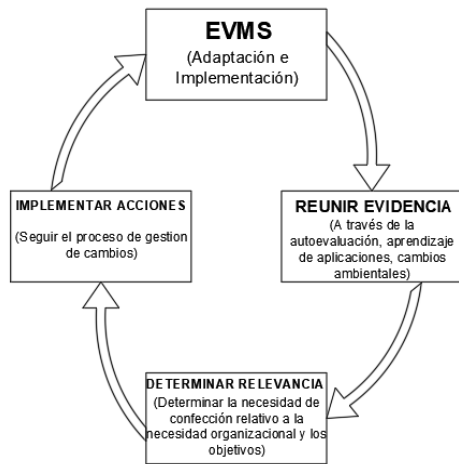 EVMS
(Adaptación e
Implementación)
REUNIR EVIDENCIA
(A través de la
autoevaluación, aprendizaje
de aplicaciones, cambios
ambientales)
DETERMINAR RELEVANCIA
(Determinar la necesidad de
confección relativo a la
necesidad organizacional y los
objetivos)
IMPLEMENTAR ACCIONES
(Seguir el proceso de gestion
de cambios)